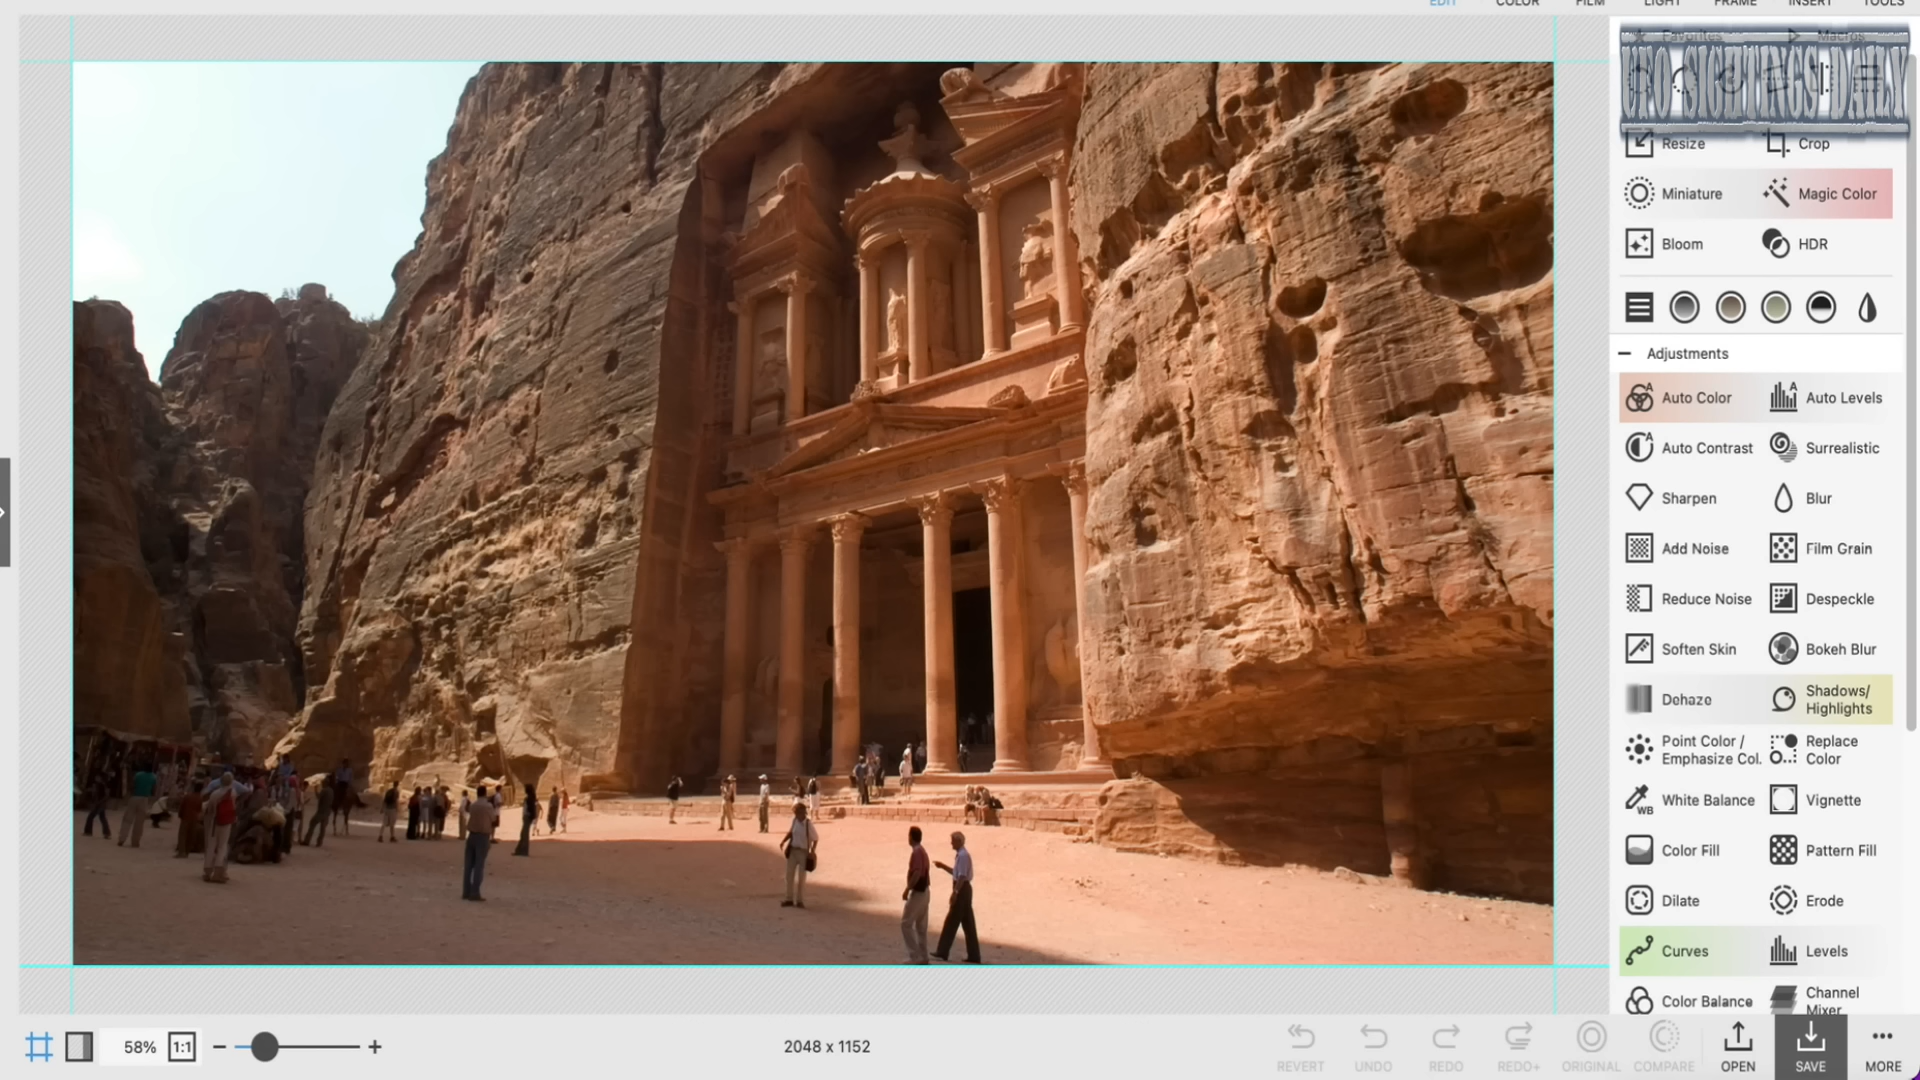 EDIT COLOR FILM LIGHT FRAME INSERT TOOLS
Favorites Macros
UFO SIGHTINGS DAILY
Resize Crop
Miniature Magic Color
Bloom HDR
Adjustments
Auto Color Auto Levels
Auto Contrast Surrealistic
Sharpen Blur
Add Noise Film Grain
Reduce Noise Despeckle
Soften Skin Bokeh Blur
Dehaze Shadows/
Highlights
Point Color / Replace
Emphasize Col. Color
WB White Balance Vignette
Color Fill Pattern Fill
Dilate Erode
Curves Levels
Color Balance Channel
Mixer
58% 1:1 2048 x 1152
REVERT UNDO REDO REDO+ ORIGINAL COMPARE OPEN SAVE MORE